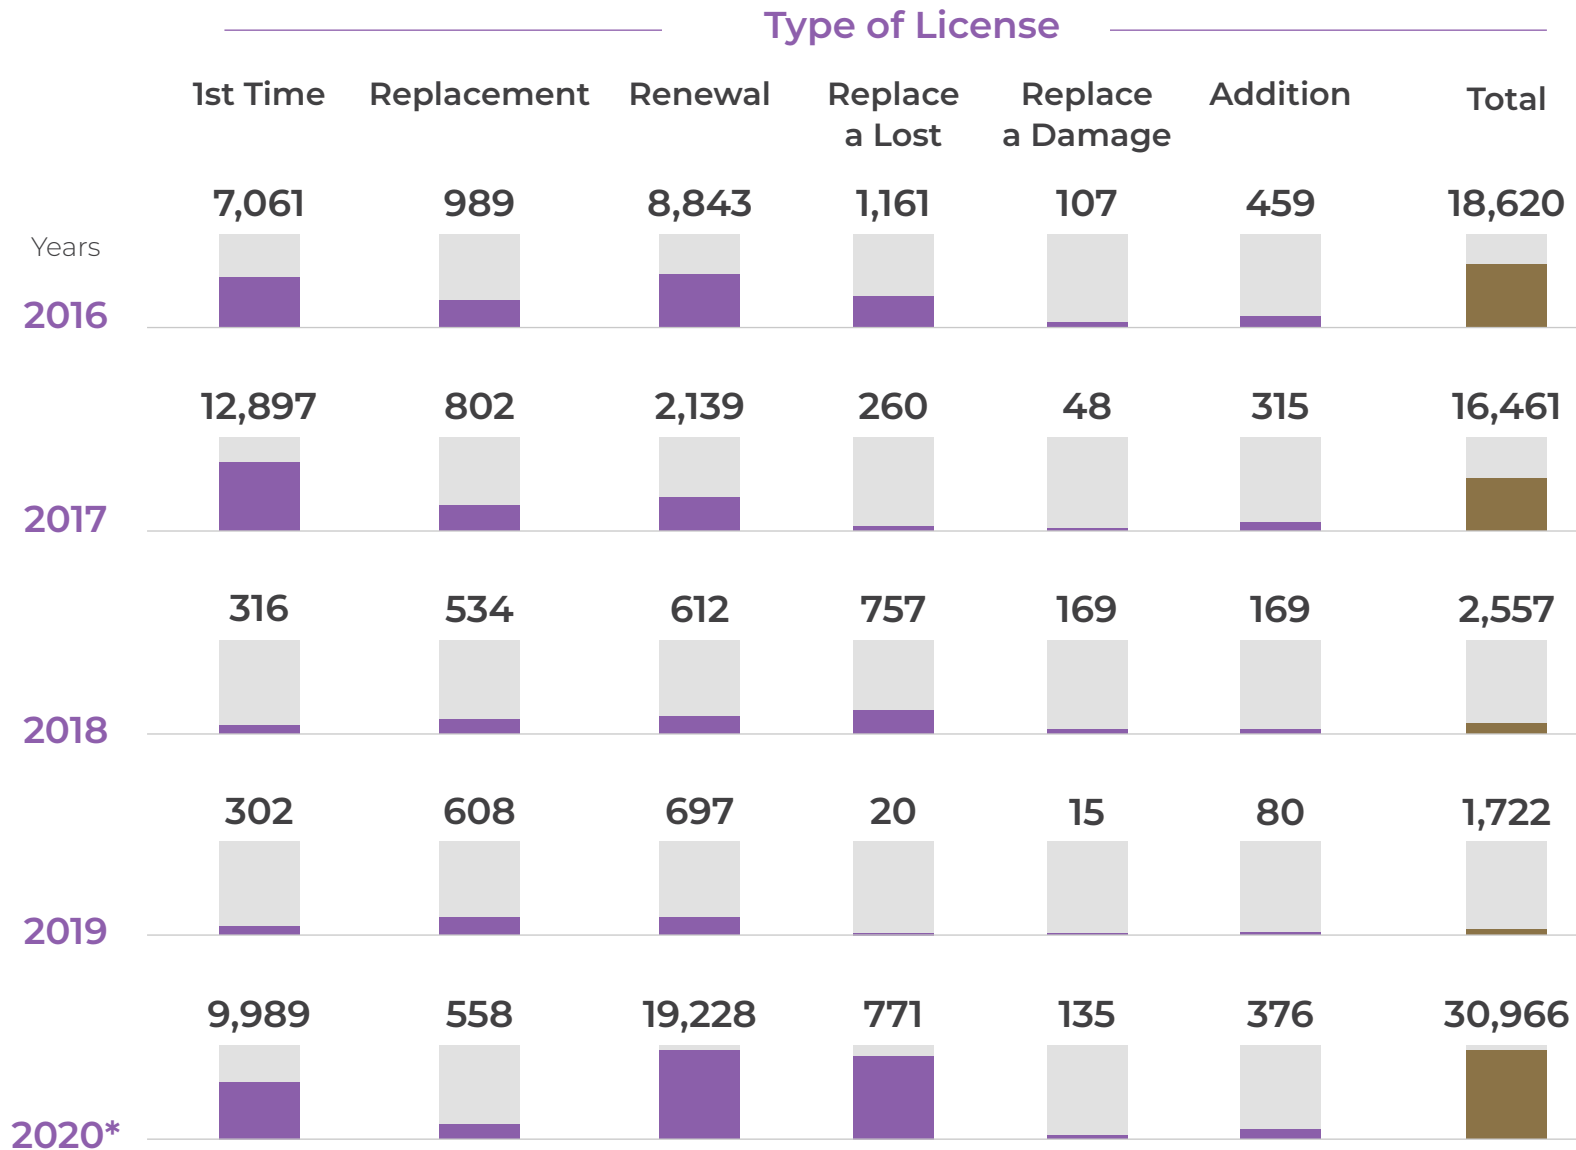 Type of License
1st Time Replacement Renewal Replace a Lost Replace a Damage Addition Total
7,061 989 8,843 1,161 107 459 18,620
Years
2016
12,897 802 2,139 260 48 315 16,461
2017
316 534 612 757 169 169 2,557
2018
302 608 697 20 15 80 1,722
2019
9,989 558 19,228 771 135 376 30,966
2020*